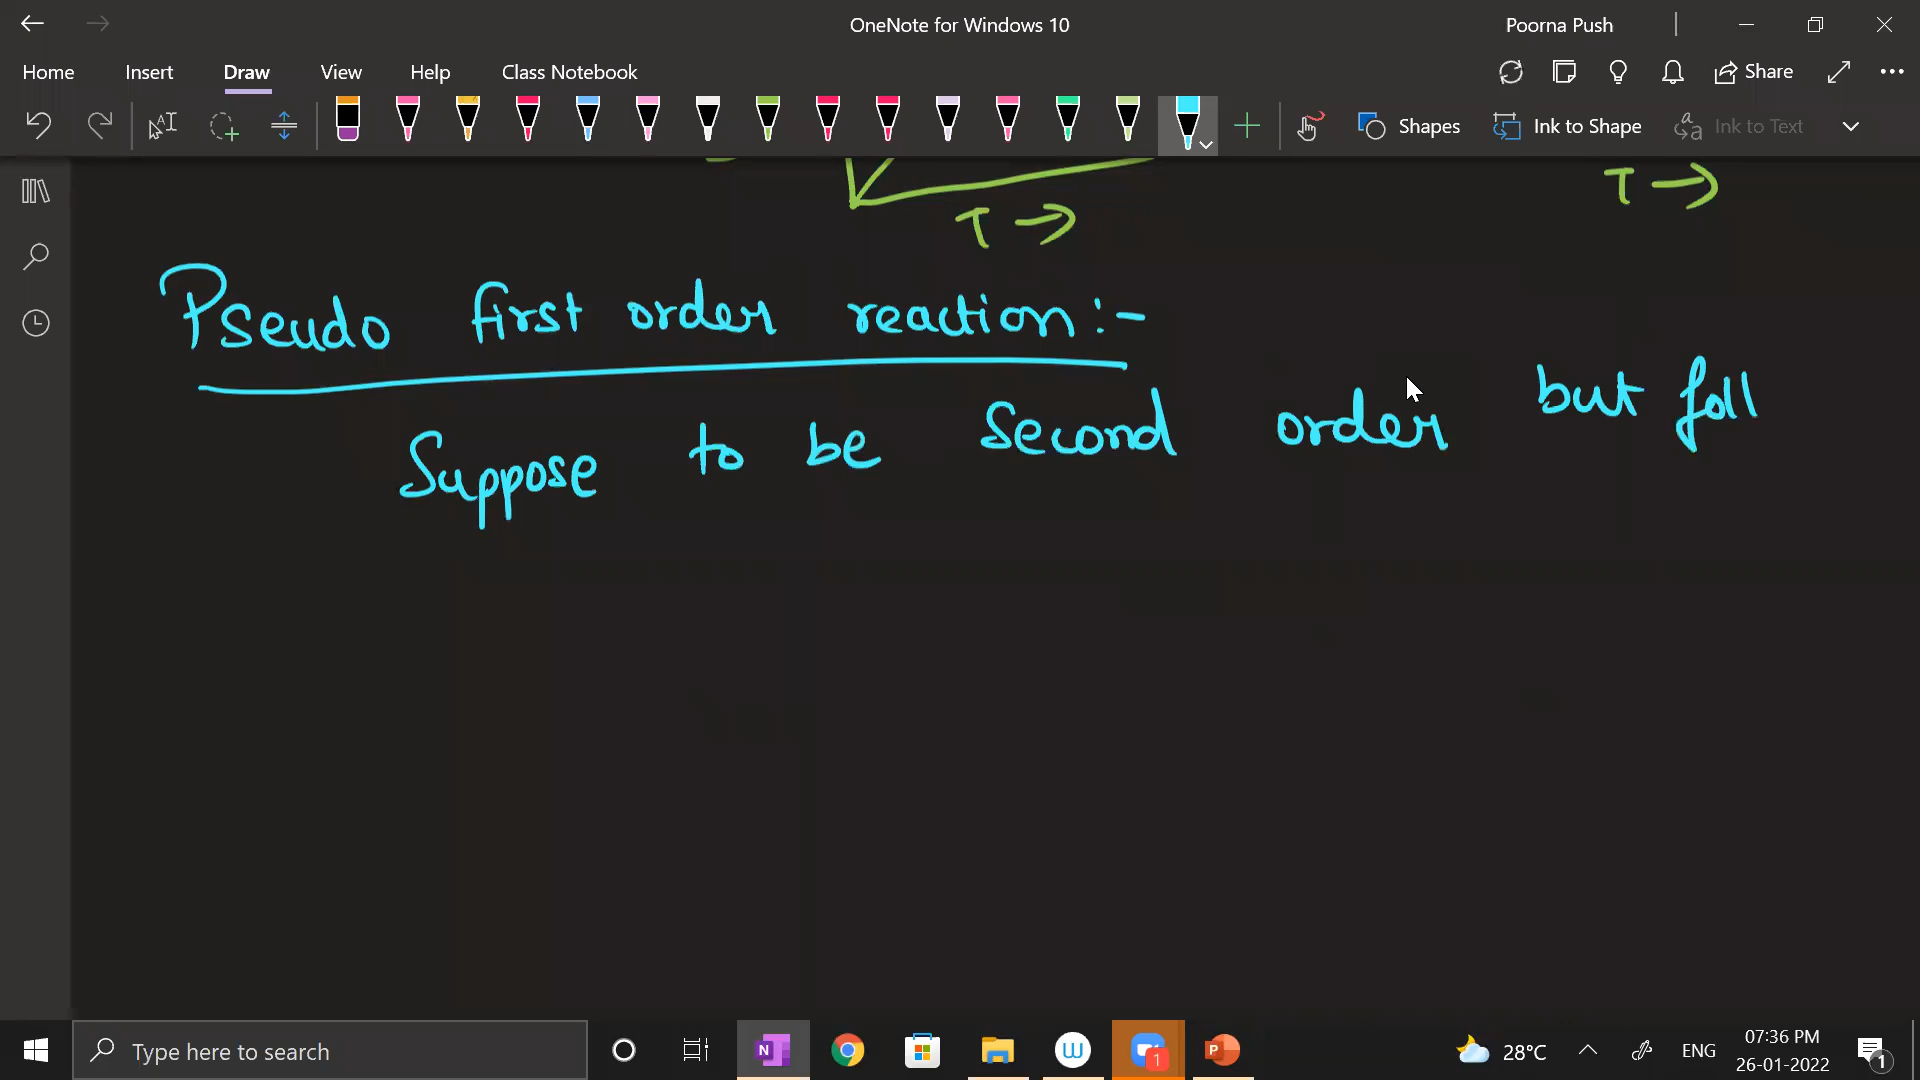 OneNote for Windows 10
Poorna Push
Home Insert Draw View Help Class Notebook
Share
Shapes Ink to Shape Ink to Text
T → T →
Pseudo first order reaction:-
Suppose to be Second order but foll
Type here to search
28°C
ENG
07:36 PM
26-01-2022